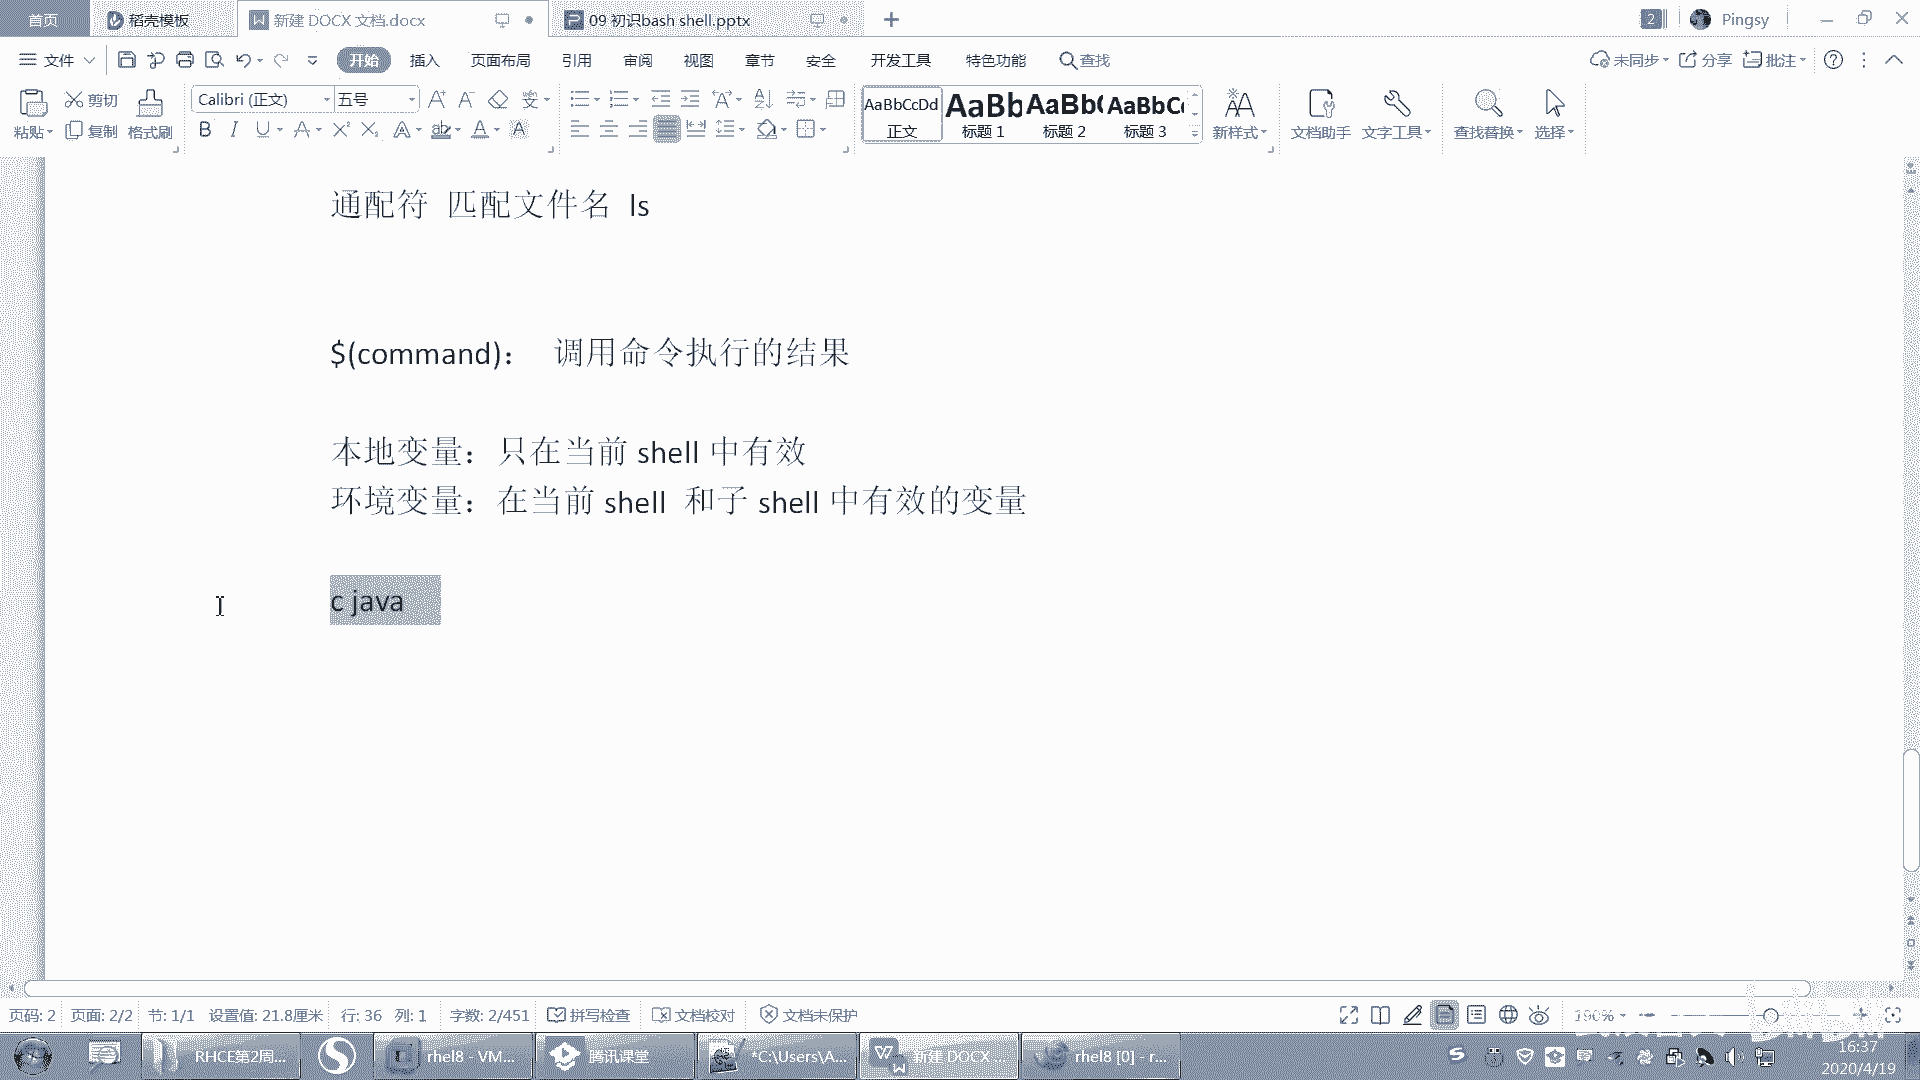 首页 稻壳模板 新建 DOCX 文档.docx 09 初识bash shell.pptx 2 Pingsy
文件 开始 插入 页面布局 引用 审阅 视图 章节 安全 开发工具 特色功能 查找 未同步 分享 批注
剪切 Calibri (正文) 五号 AaBbCcDd AaBb AaBb( AaBbC
粘贴 复制 格式刷 正文 标题 1 标题 2 标题 3 新样式 文档助手 文字工具 查找替换 选择
通配符 匹配文件名 ls
$(command)： 调用命令执行的结果
本地变量：只在当前 shell 中有效
环境变量：在当前 shell 和子 shell 中有效的变量
c java
页码: 2 页面: 2/2 节: 1/1 设置值: 21.8厘米 行: 36 列: 1 字数: 2/451 拼写检查 文档校对 文档未保护 190%
RHCE第2周... rhel8 - VM... 腾讯课堂 *C:\Users\A... 新建 DOCX ... rhel8 [0] - r... 16:37
2020/4/19